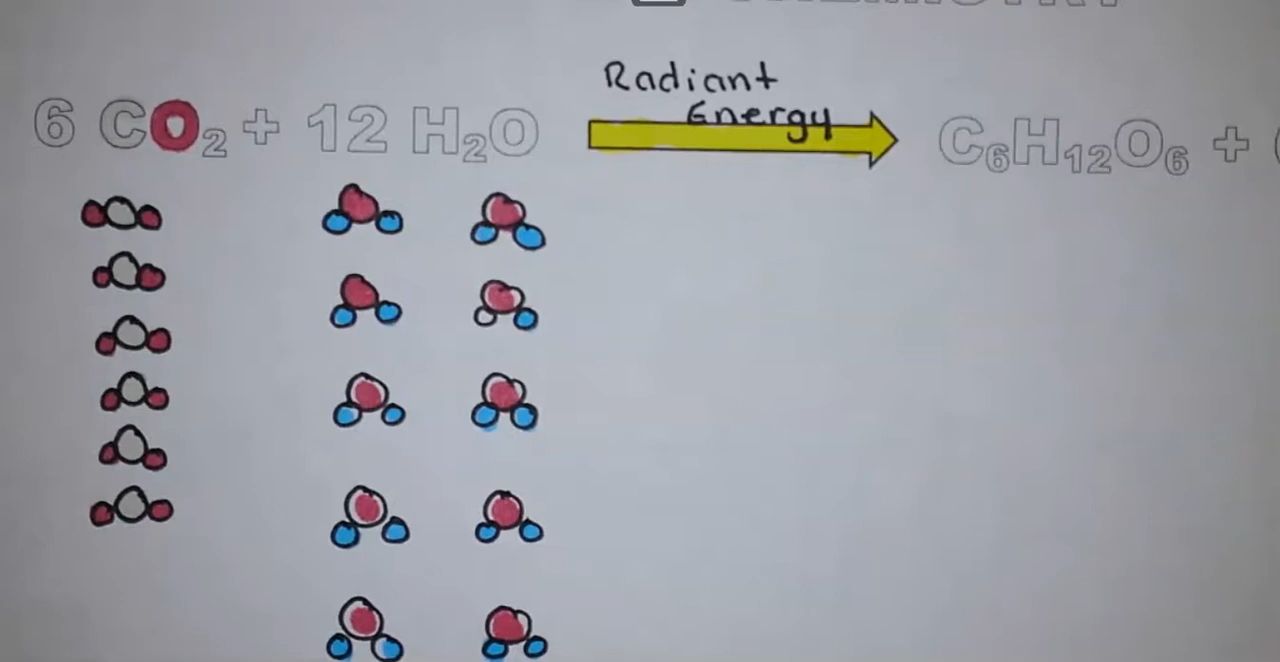 Radiant
Energy
6 CO₂ + 12 H₂O C₆H₁₂O₆ +